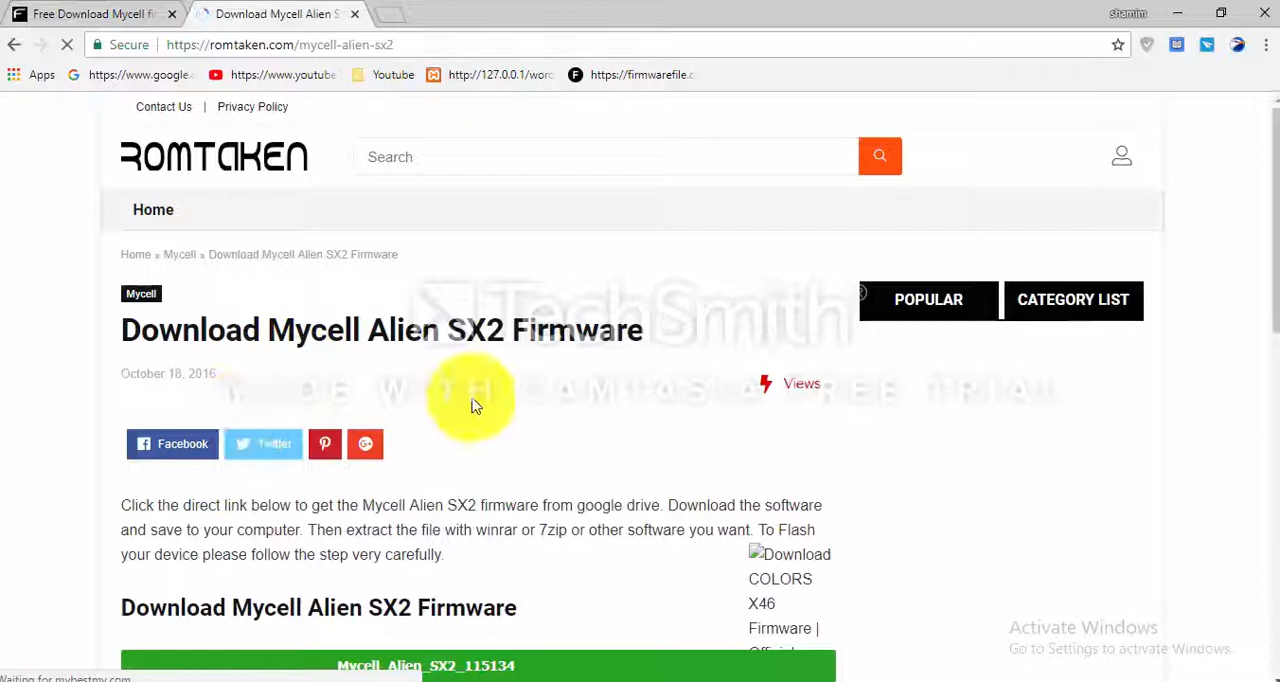 Free Download Mycell fi
Download Mycell Alien S
shamim
Secure https://romtaken.com/mycell-alien-sx2
Apps https://www.google. https://www.youtube Youtube http://127.0.0.1/worc https://firmwarefile.c
Contact Us | Privacy Policy
ROMTAKEN
Search
Home
Home » Mycell » Download Mycell Alien SX2 Firmware
Mycell
POPULAR
CATEGORY LIST
TechSmith
Download Mycell Alien SX2 Firmware
October 18, 2016
Views
MADE WITH CAMTASIA FREE TRIAL
Facebook
Twitter
Click the direct link below to get the Mycell Alien SX2 firmware from google drive. Download the software
and save to your computer. Then extract the file with winrar or 7zip or other software you want. To Flash
your device please follow the step very carefully.
Download
COLORS
X46
Firmware |
Download Mycell Alien SX2 Firmware
Activate Windows
Go to Settings to activate Windows.
Mycell_Alien_SX2_115134
Waiting for mybestmy.com